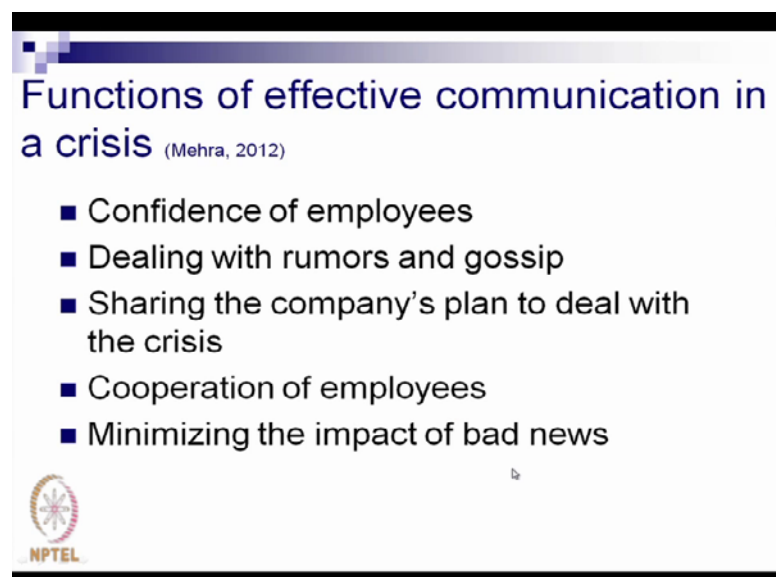 Functions of effective communication in
a crisis (Mehra, 2012)
Confidence of employees
Dealing with rumors and gossip
Sharing the company's plan to deal with
the crisis
Cooperation of employees
Minimizing the impact of bad news
NPTEL